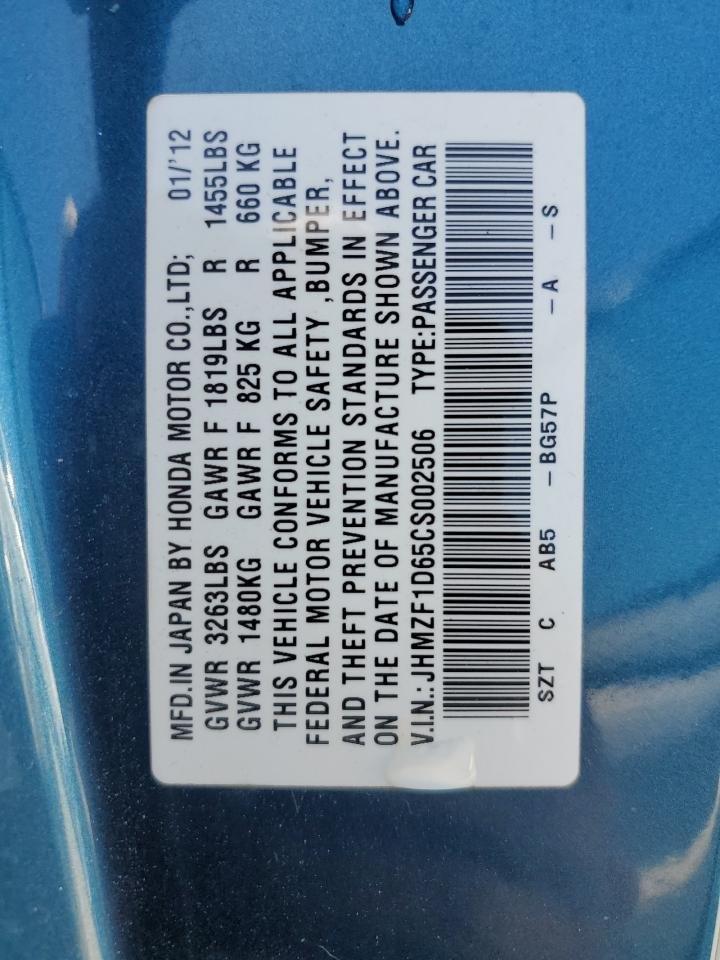 MFD.IN JAPAN BY HONDA MOTOR CO.,LTD; 01/'12
GVWR 3263LBS GAWR F 1819LBS R 1455LBS
GVWR 1480KG GAWR F 825 KG R 660 KG
THIS VEHICLE CONFORMS TO ALL APPLICABLE
FEDERAL MOTOR VEHICLE SAFETY ,BUMPER,
AND THEFT PREVENTION STANDARDS IN EFFECT
ON THE DATE OF MANUFACTURE SHOWN ABOVE.
V.I.N.: JHMZF1D65CS002506 TYPE:PASSENGER CAR
SZT C AB5 -BG57P -A -S